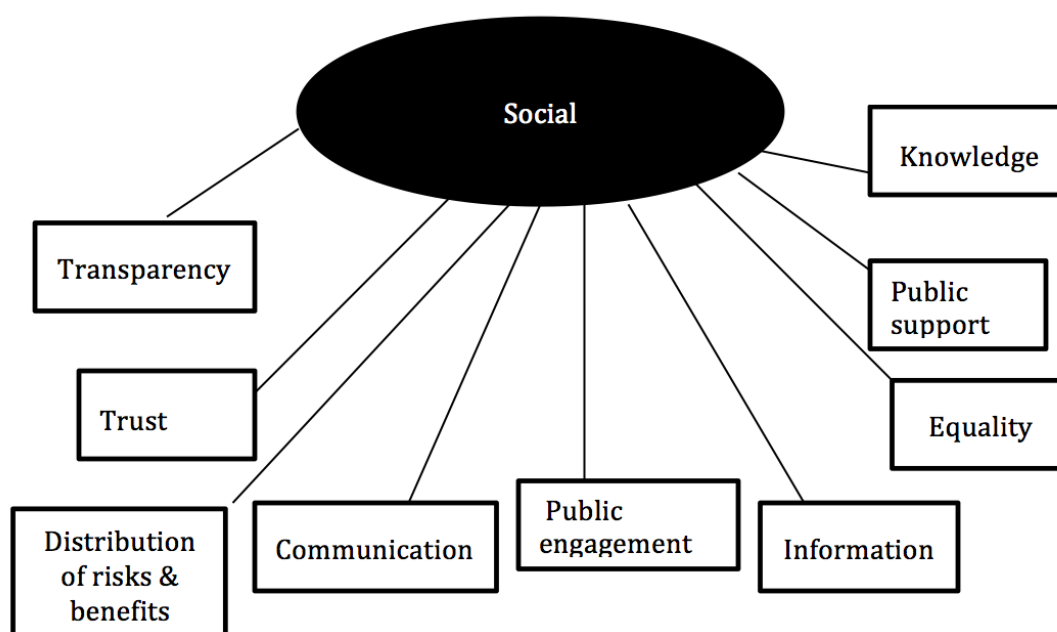 Social
Knowledge
Transparency
Public
support
Trust
Equality
Distribution
of risks &
benefits
Communication
Public
engagement
Information